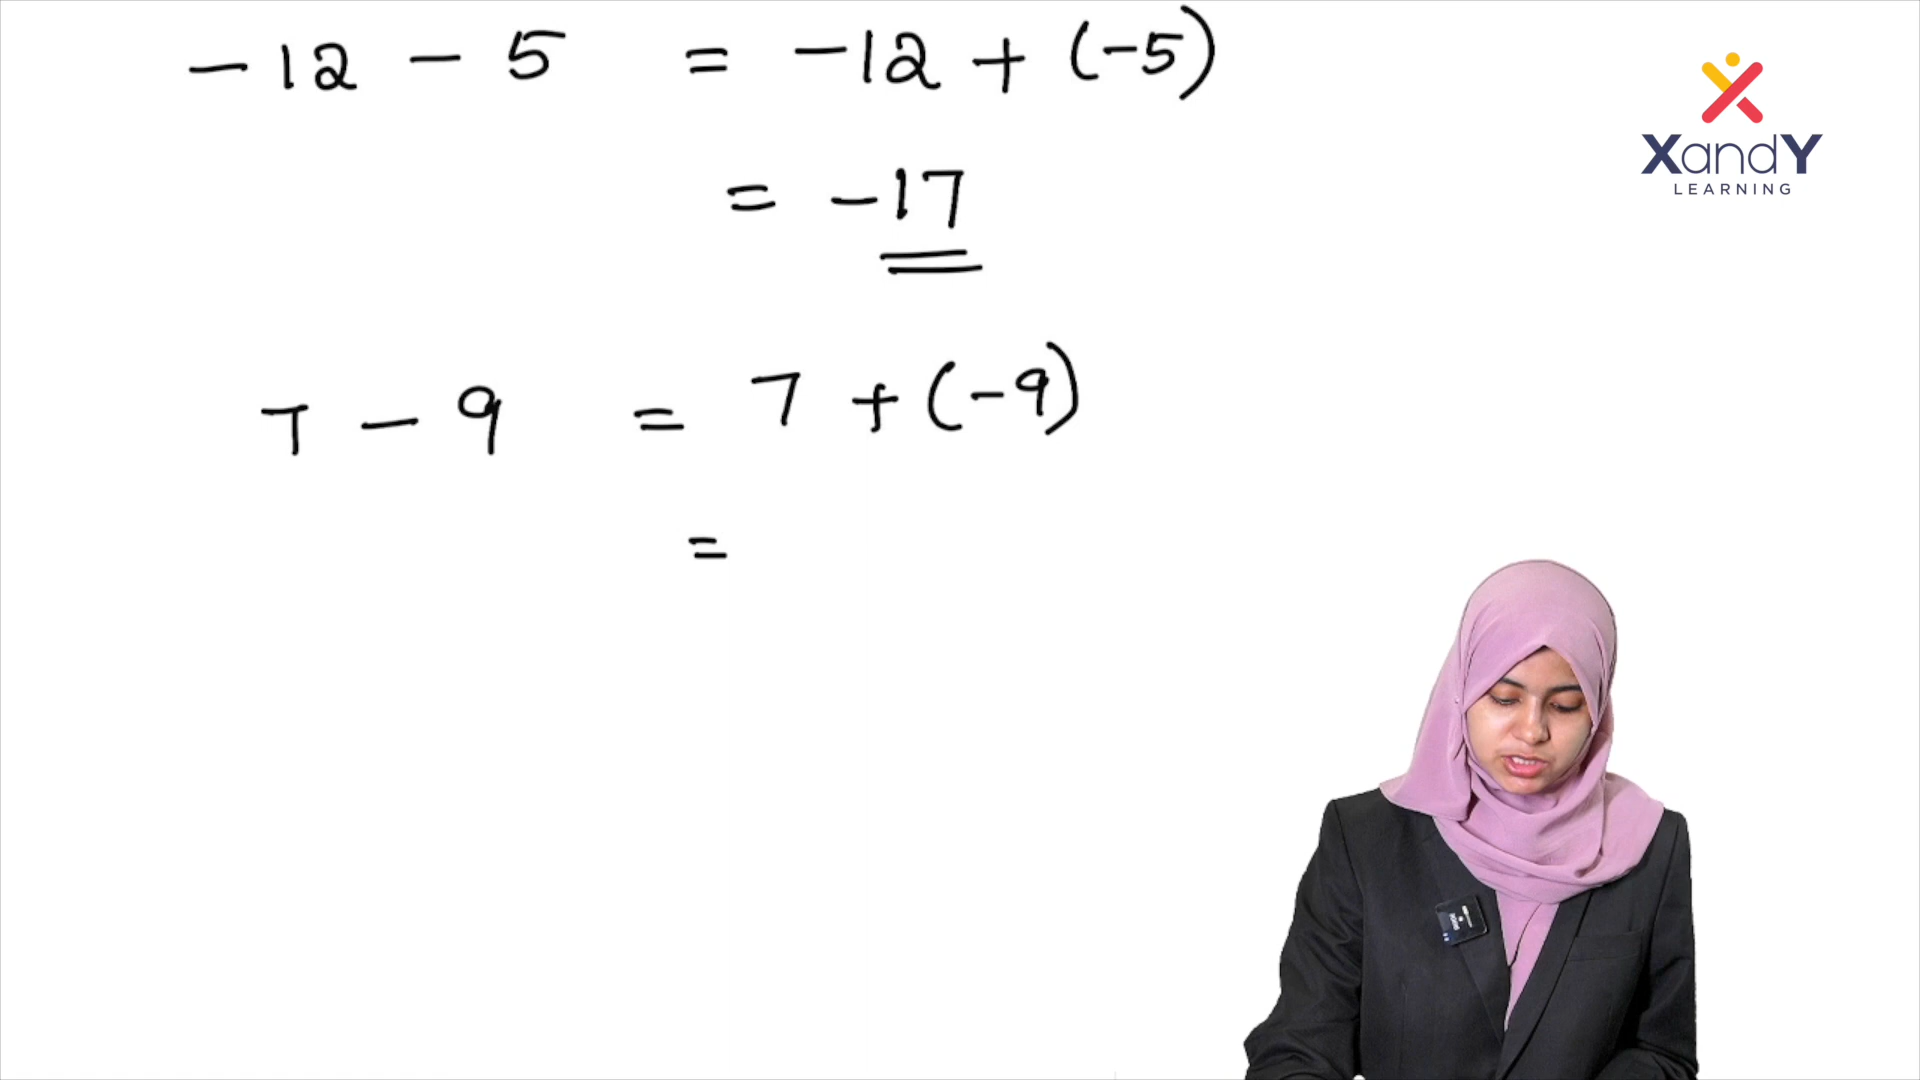 -12 - 5 = -12 + (-5)
= -17
7 - 9 = 7 + (-9)
=
XandY
LEARNING